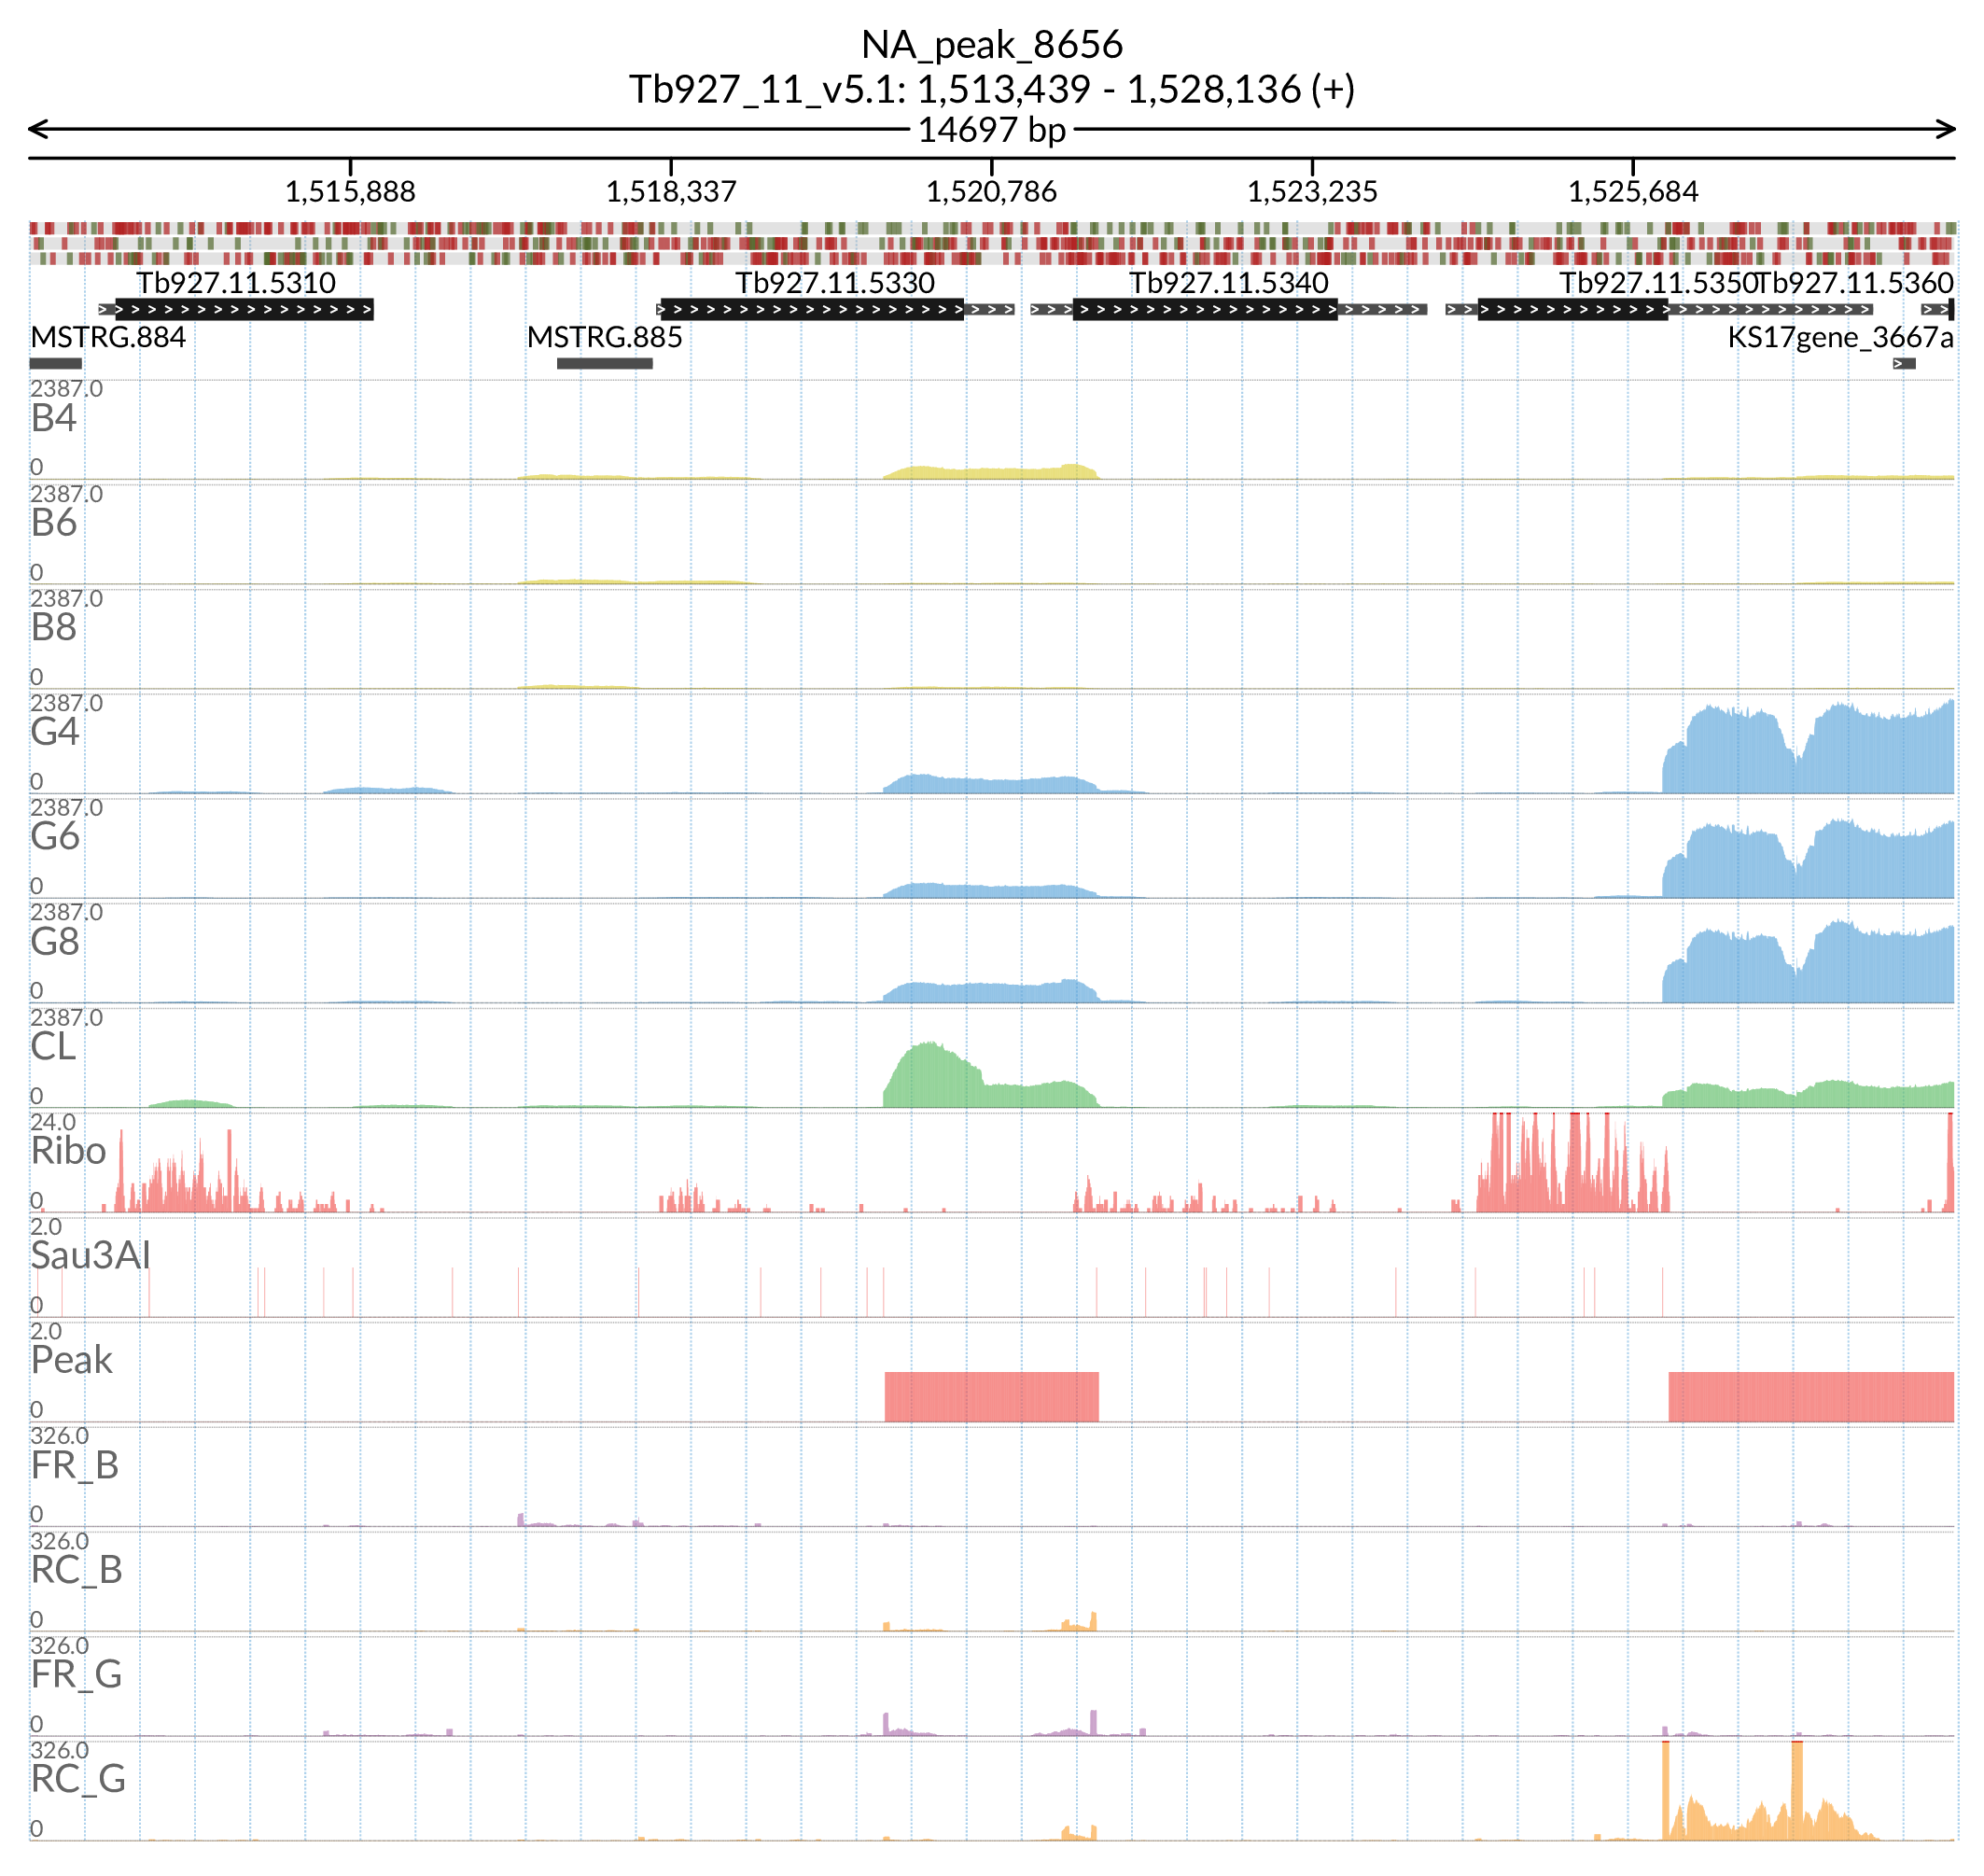 NA_peak_8656
Tb927_11_v5.1: 1,513,439 - 1,528,136 (+)
14697 bp
1,515,888 1,518,337 1,520,786 1,523,235 1,525,684
Tb927.11.5310 Tb927.11.5330 Tb927.11.5340 Tb927.11.5350 Tb927.11.5360
MSTRG.884 MSTRG.885 KS17gene_3667a
2387.0
B4
0
2387.0
B6
0
2387.0
B8
0
2387.0
G4
0
2387.0
G6
0
2387.0
G8
0
2387.0
CL
0
24.0
Ribo
0
2.0
Sau3AI
0
2.0
Peak
0
326.0
FR_B
0
326.0
RC_B
0
326.0
FR_G
0
326.0
RC_G
0